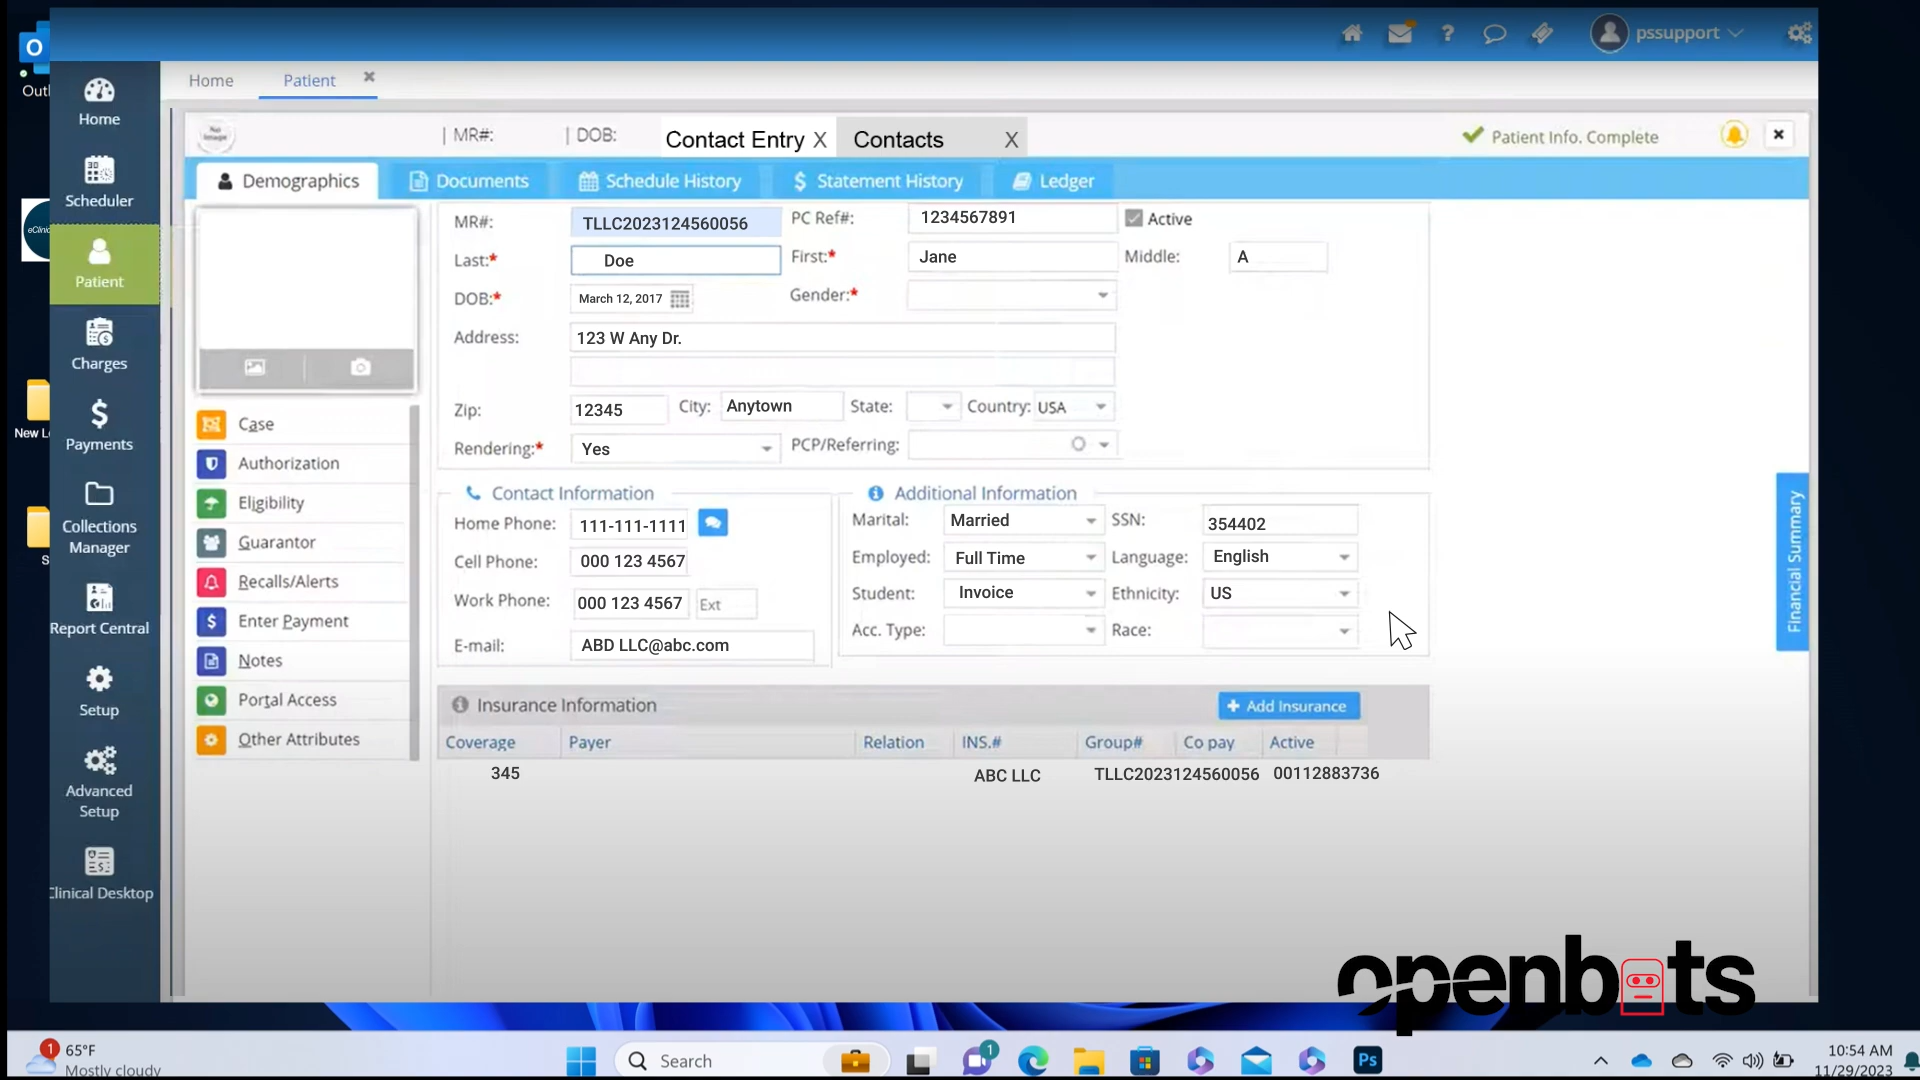 pssupport
Outl
Home
Patient
MR#:
DOB:
Contact Entry X
Contacts X
Patient Info. Complete
Demographics
Documents
Schedule History
Statement History
Ledger
Home
Scheduler
Patient
Charges
Payments
Collections
Manager
Report Central
Setup
Advanced
Setup
Clinical Desktop
New L
S
MR#: TLLC2023124560056 PC Ref#: 1234567891 Active
Last:* Doe First:* Jane Middle: A
DOB:* March 12, 2017 Gender:*
Address: 123 W Any Dr.
Zip: 12345 City: Anytown State: Country: USA
Rendering:* Yes PCP/Referring:
Case
Authorization
Eligibility
Guarantor
Recalls/Alerts
Enter Payment
Notes
Portal Access
Other Attributes
Contact Information
Home Phone: 111-111-1111
Cell Phone: 000 123 4567
Work Phone: 000 123 4567 Ext
E-mail: ABD LLC@abc.com
Additional Information
Marital: Married SSN: 354402
Employed: Full Time Language: English
Student: Invoice Ethnicity: US
Acc. Type: Race:
Financial Summary
Insurance Information
+ Add Insurance
Coverage Payer Relation INS.# Group# Co pay Active
345 ABC LLC TLLC2023124560056 00112883736
openbots
1
65°F
Mostly cloudy
Search
1
Ps
10:54 AM
11/29/2023